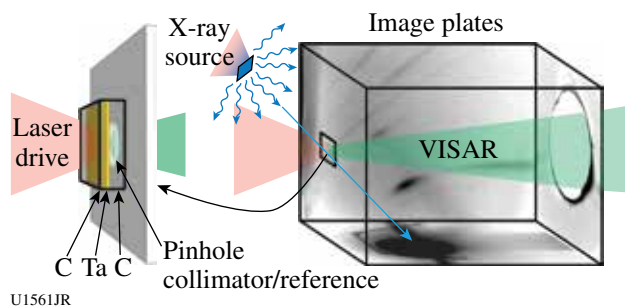 X-ray
source
Image plates
Laser
drive
VISAR
C Ta C
Pinhole
collimator/reference
U1561JR